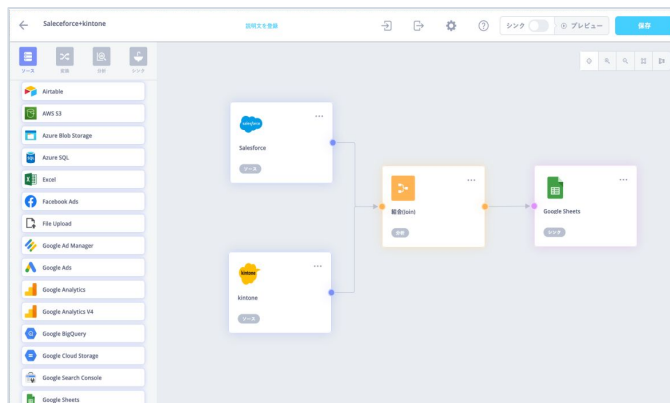 Saleceforce+kintone
説明文を登録
シンク
プレビュー
保存
ソース
変換
分析
シンク
Airtable
AWS S3
Azure Blob Storage
Azure SQL
Excel
Facebook Ads
File Upload
Google Ad Manager
Google Ads
Google Analytics
Google Analytics V4
Google BigQuery
Google Cloud Storage
Google Search Console
Google Sheets
salesforce
Salesforce
ソース
kintone
kintone
ソース
結合(Join)
Google Sheets
シンク